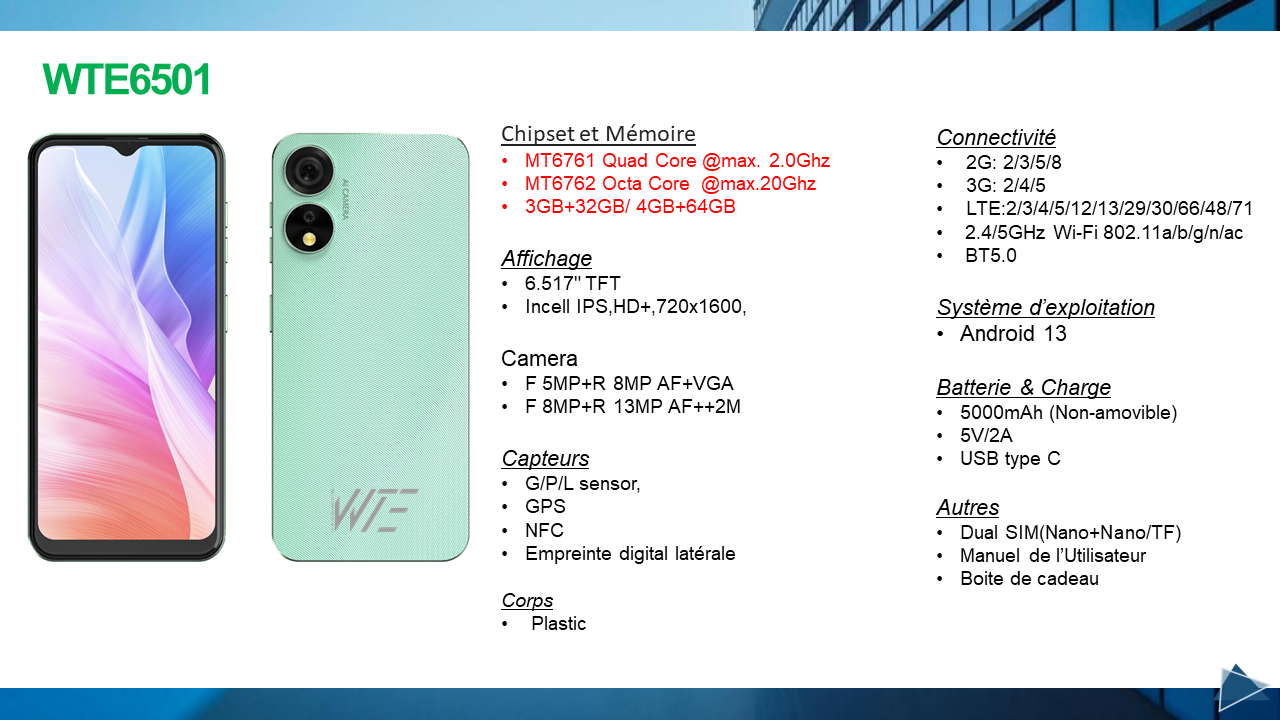 WTE6501
AI CAMERA
WTE
Chipset et Mémoire
• MT6761 Quad Core @max. 2.0Ghz
• MT6762 Octa Core @max.20Ghz
• 3GB+32GB/ 4GB+64GB
Affichage
• 6.517" TFT
• Incell IPS,HD+,720x1600,
Camera
• F 5MP+R 8MP AF+VGA
• F 8MP+R 13MP AF++2M
Capteurs
• G/P/L sensor,
• GPS
• NFC
• Empreinte digital latérale
Corps
• Plastic
Connectivité
• 2G: 2/3/5/8
• 3G: 2/4/5
• LTE:2/3/4/5/12/13/29/30/66/48/71
• 2.4/5GHz Wi-Fi 802.11a/b/g/n/ac
• BT5.0
Système d’exploitation
• Android 13
Batterie & Charge
• 5000mAh (Non-amovible)
• 5V/2A
• USB type C
Autres
• Dual SIM(Nano+Nano/TF)
• Manuel de l’Utilisateur
• Boite de cadeau